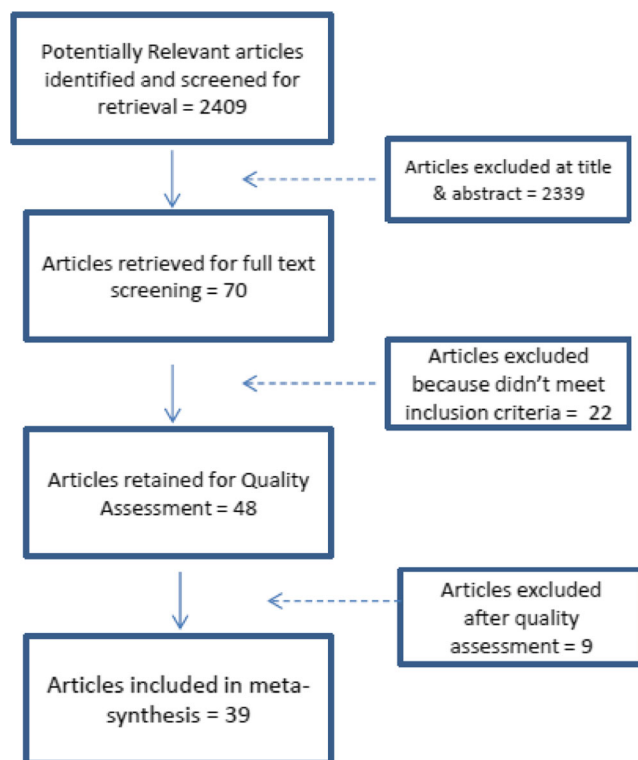 Potentially Relevant articles
identified and screened for
retrieval = 2409
Articles excluded at title
& abstract = 2339
Articles retrieved for full text
screening = 70
Articles excluded
because didn't meet
inclusion criteria =  22
Articles retained for Quality
Assessment = 48
Articles excluded
after quality
assessment = 9
Articles included in meta-
synthesis = 39